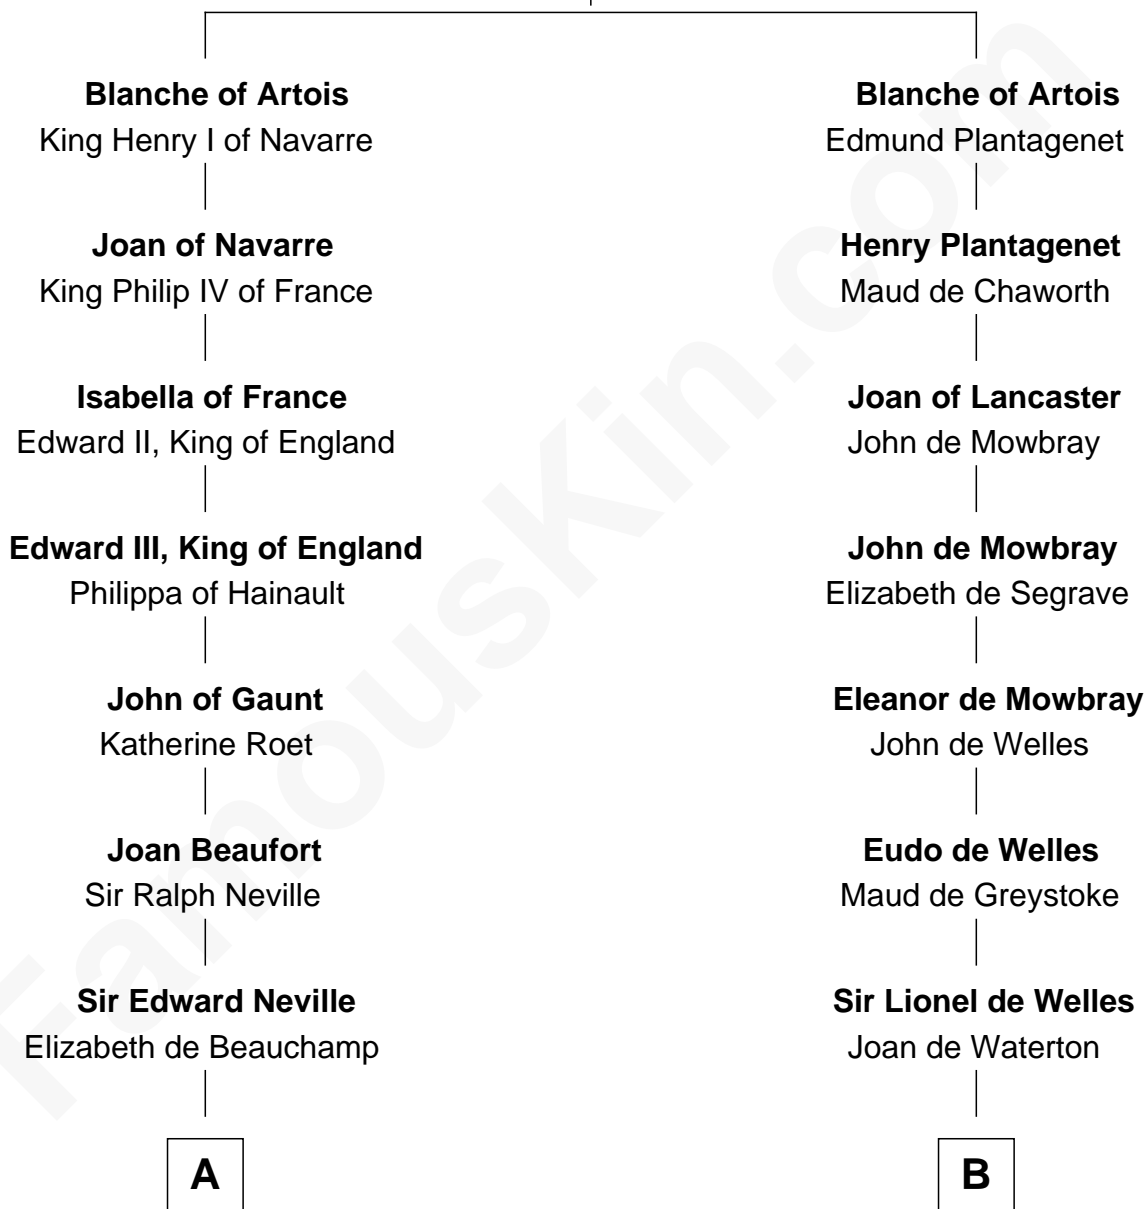 Blanche of Artois
King Henry I of Navarre
Joan of Navarre
King Philip IV of France
Isabella of France
Edward II, King of England
Edward III, King of England
Philippa of Hainault
John of Gaunt
Katherine Roet
Joan Beaufort
Sir Ralph Neville
Sir Edward Neville
Elizabeth de Beauchamp
A
Blanche of Artois
Edmund Plantagenet
Henry Plantagenet
Maud de Chaworth
Joan of Lancaster
John de Mowbray
John de Mowbray
Elizabeth de Segrave
Eleanor de Mowbray
John de Welles
Eudo de Welles
Maud de Greystoke
Sir Lionel de Welles
Joan de Waterton
B
FamousKin.com